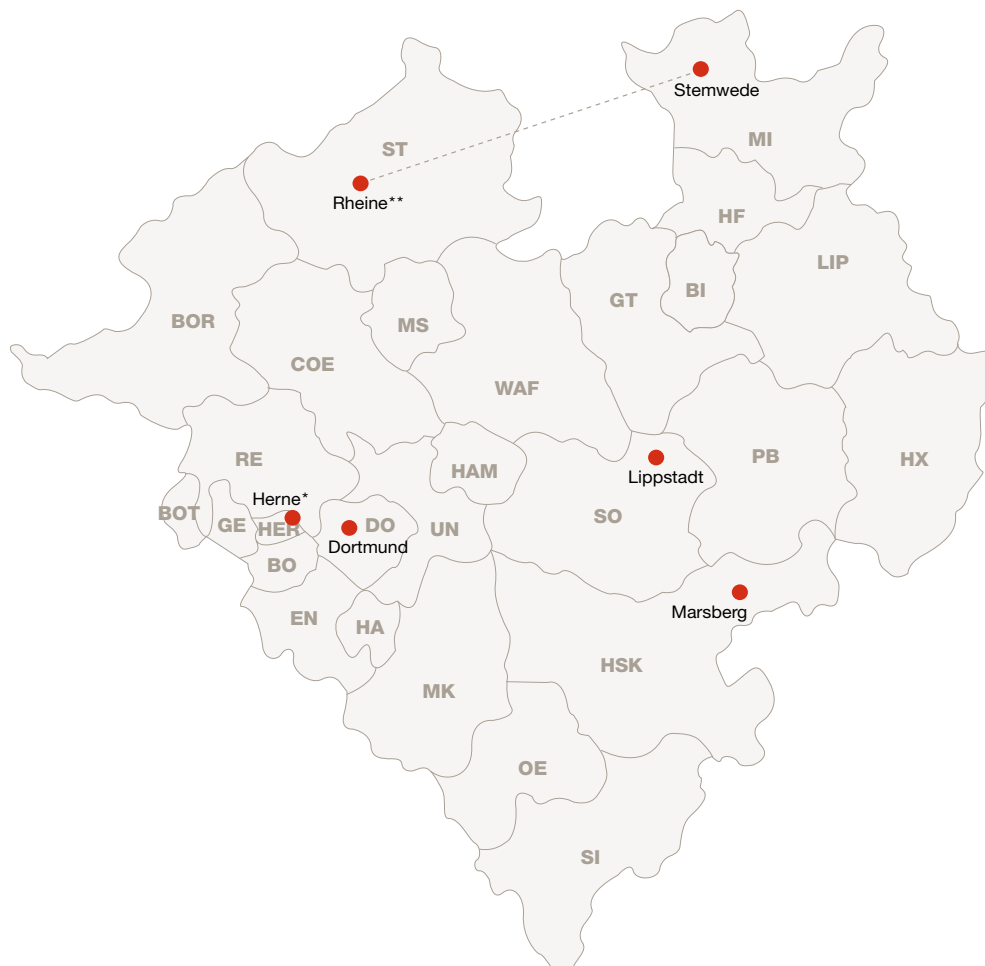 Stemwede
MI
ST
Rheine**
HF
LIP
BI
GT
BOR
MS
COE
WAF
PB
RE
HAM
HX
Lippstadt
Herne*
BOT
GE
HER
DO
UN
SO
Dortmund
BO
Marsberg
EN
HA
HSK
MK
OE
SI